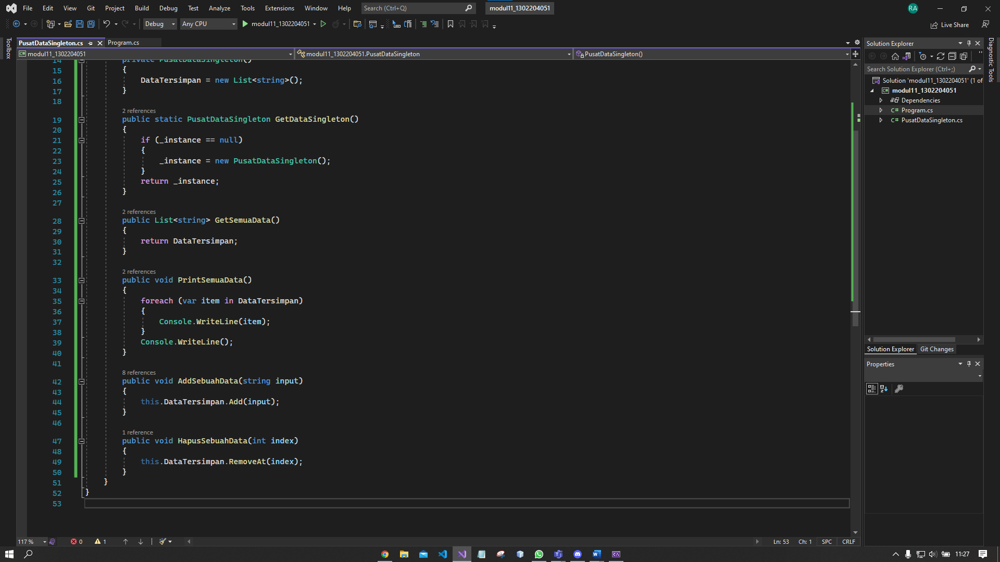 File Edit View Git Project Build Debug Test Analyze Tools Extensions Window Help Search (Ctrl+Q) modul11_1302204051 RA
Debug Any CPU modul11_1302204051 Live Share
Toolbox
PusatDataSingleton.cs Program.cs
modul11_1302204051 modul11_1302204051.PusatDataSingleton PusatDataSingleton()
14 private PusatDataSingleton()
15 {
16 DataTersimpan = new List<string>();
17 }
18
2 references
19 public static PusatDataSingleton GetDataSingleton()
20 {
21 if (_instance == null)
22 {
23 _instance = new PusatDataSingleton();
24 }
25 return _instance;
26 }
27
2 references
28 public List<string> GetSemuaData()
29 {
30 return DataTersimpan;
31 }
32
2 references
33 public void PrintSemuaData()
34 {
35 foreach (var item in DataTersimpan)
36 {
37 Console.WriteLine(item);
38 }
39 Console.WriteLine();
40 }
41
8 references
42 public void AddSebuahData(string input)
43 {
44 this.DataTersimpan.Add(input);
45 }
46
1 reference
47 public void HapusSebuahData(int index)
48 {
49 this.DataTersimpan.RemoveAt(index);
50 }
51 }
52 }
53
117 % 0 1 Ln: 53 Ch: 1 SPC CRLF
Solution Explorer
Search Solution Explorer (Ctrl+;)
Solution 'modul11_1302204051' (1 of
modul11_1302204051
Dependencies
C# Program.cs
C# PusatDataSingleton.cs
Solution Explorer Git Changes
Properties
Diagnostic Tools
11:27